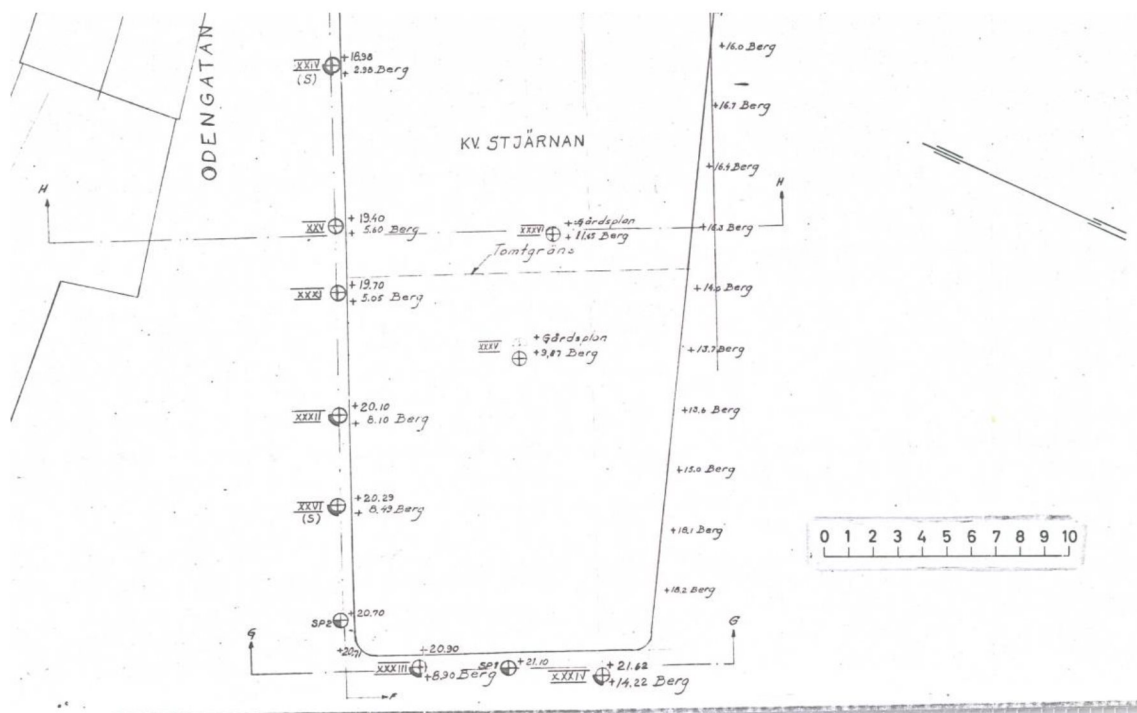 ODENGATAN
KV. STJÄRNAN
XXIV
(S)
+18.98
+ 2.98 Berg
H
H
XXV
+ 19.40
+ 5.60 Berg
XXXVI
+ Gårdsplan
+ 11.65 Berg
Tomtgräns
XXXI
+ 19.70
+ 5.05 Berg
XXXV
+ Gårdsplan
+9,87 Berg
XXXII
+20.10
+ 8.10 Berg
XXVI
(S)
+20.29
+ 8.49 Berg
SP2
+20.70
G
G
+20.71
XXXIII
+20.90
+8.90 Berg
SP1
+21.10
XXXIV
+21.62
+14.22 Berg
F
+16.0 Berg
+16.7 Berg
+16.4 Berg
+16.3 Berg
+14.0 Berg
+13.7 Berg
+13.6 Berg
+15.0 Berg
+18.1 Berg
+18.2 Berg
0 1 2 3 4 5 6 7 8 9 10